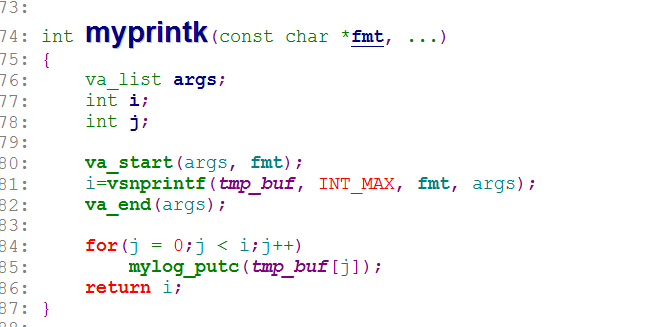 73:
74: int myprintk(const char *fmt, ...)
75: {
76: va_list args;
77: int i;
78: int j;
79:
80: va_start(args, fmt);
81: i=vsnprintf(tmp_buf, INT_MAX, fmt, args);
82: va_end(args);
83:
84: for(j = 0;j < i;j++)
85: mylog_putc(tmp_buf[j]);
86: return i;
87: }